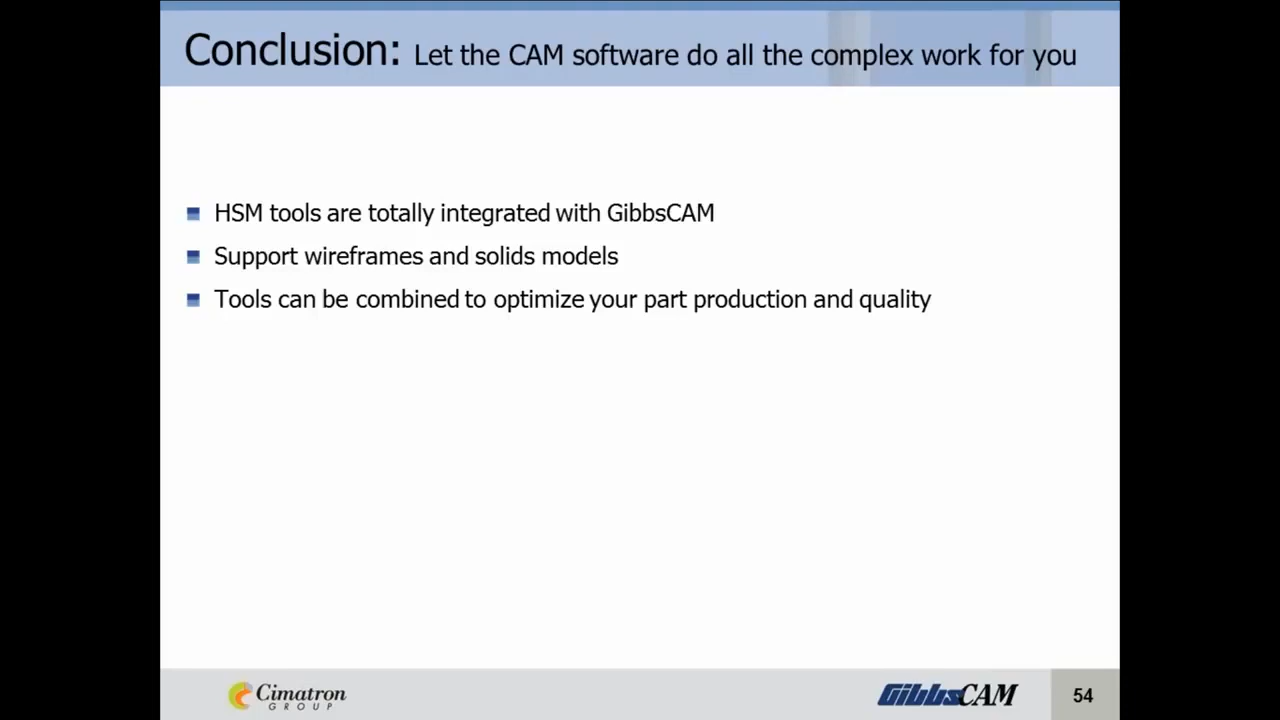 Conclusion: Let the CAM software do all the complex work for you
HSM tools are totally integrated with GibbsCAM
Support wireframes and solids models
Tools can be combined to optimize your part production and quality
Cimatron
GROUP
GibbsCAM
54